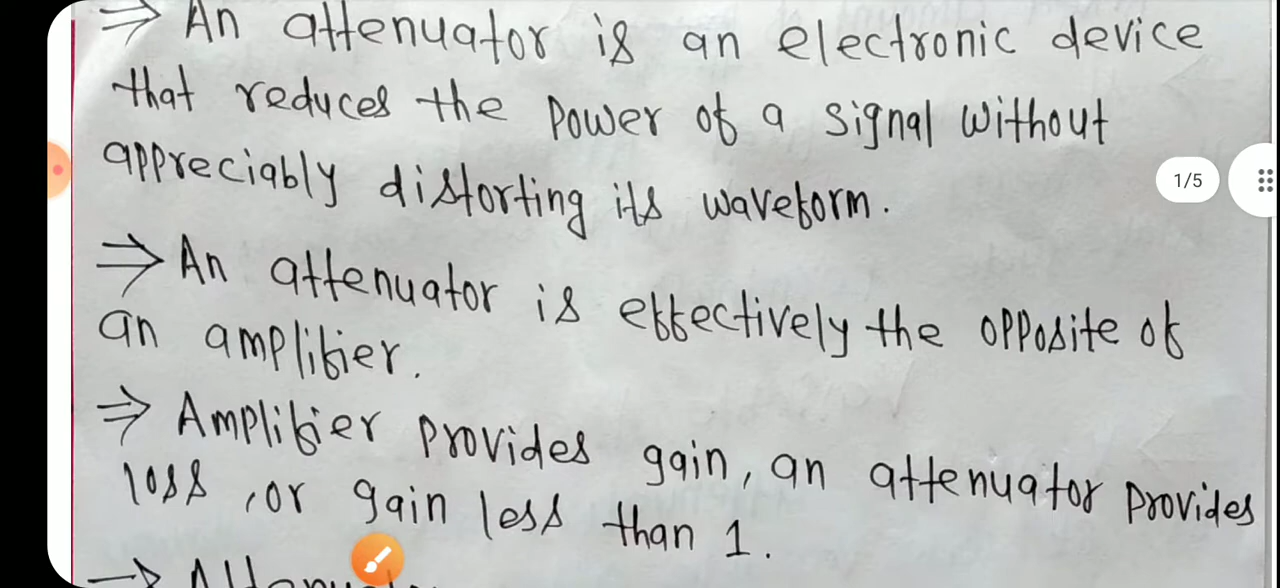 ⇒ An attenuator is an electronic device
that reduces the power of a signal without
appreciably distorting its waveform.
1/5
⇒ An attenuator is effectively the opposite of
an amplifier.
⇒ Amplifier provides gain, an attenuator provides
loss, or gain less than 1.